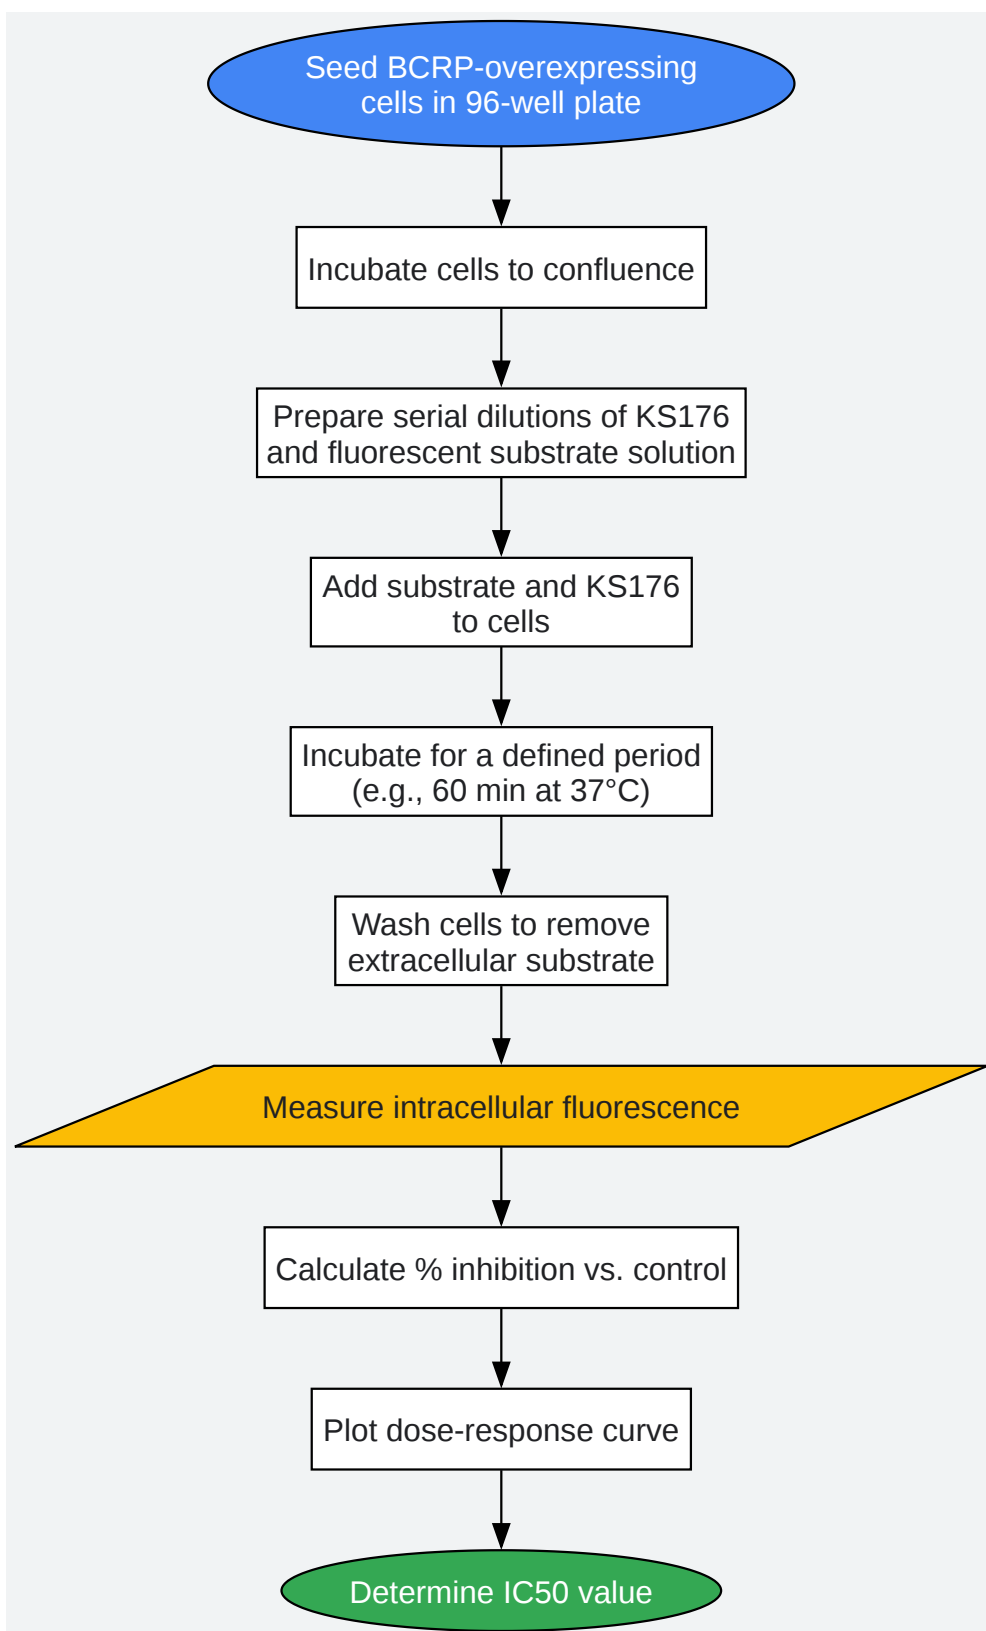 Seed BCRP-overexpressing
cells in 96-well plate
Incubate cells to confluence
Prepare serial dilutions of KS176
and fluorescent substrate solution
Add substrate and KS176
to cells
Incubate for a defined period
(e.g., 60 min at 37°C)
Wash cells to remove
extracellular substrate
Measure intracellular fluorescence
Calculate % inhibition vs. control
Plot dose-response curve
Determine IC50 value